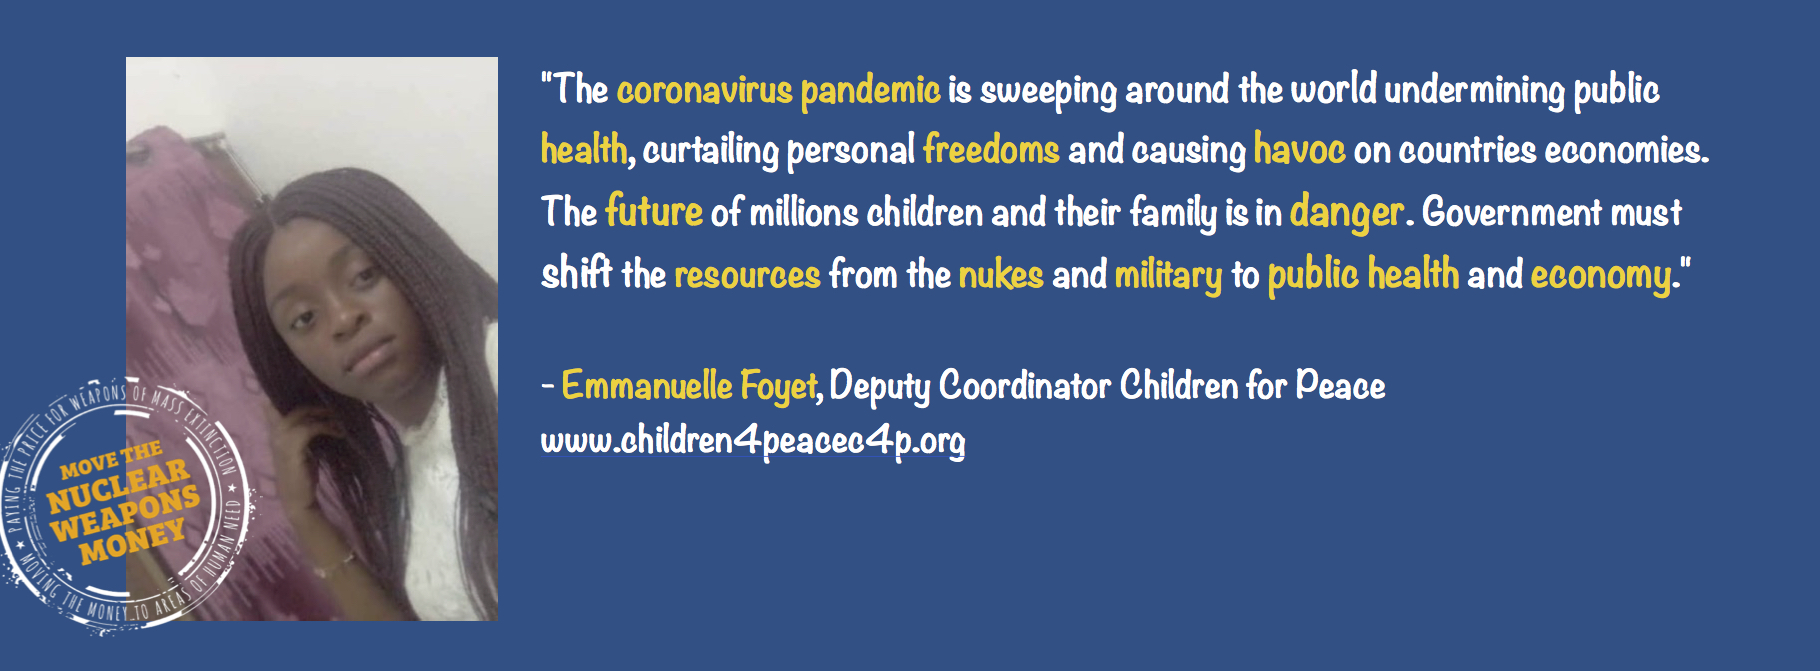 "The coronavirus pandemic is sweeping around the world undermining public
health, curtailing personal freedoms and causing havoc on countries economies.
The future of millions children and their family is in danger. Government must
shift the resources from the nukes and military to public health and economy."
- Emmanuelle Foyet, Deputy Coordinator Children for Peace
www.children4peacec4p.org
PAYING THE PRICE FOR WEAPONS OF MASS EXTINCTION
MOVE THE
NUCLEAR
WEAPONS
MONEY
MOVING THE MONEY TO AREAS OF HUMAN NEED